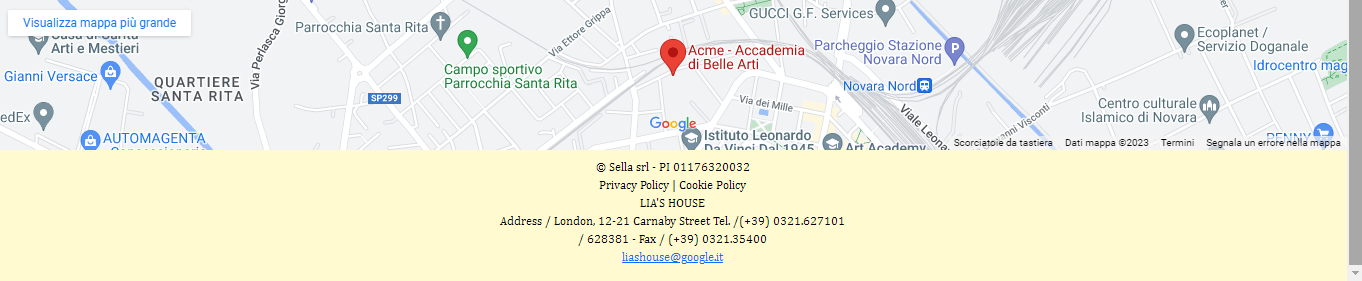 Visualizza mappa più grande
GUCCI G.F. Services
Parrocchia Santa Rita
Via Ettore Grippa
Via Perlasca Giorg
Casa di Santa
Arti e Mestieri
Gianni Versace
QUARTIERE
SANTA RITA
Campo sportivo
Parrocchia Santa Rita
Acme - Accademia
di Belle Arti
Parcheggio Stazione
Novara Nord
Ecoplanet /
Servizio Doganale
Idrocentro mag
Novara Nord
SP299
Via dei Mille
Centro culturale
Islamico di Novara
edEx
Google
Viale Leona
anni Visconti
AUTOMAGENTA
Concessionario
Istituto Leonardo
Da Vinci Dal 1945
Art Academy
PENNY
Scorciatoie da tastiera
Dati mappa ©2023
Termini
Segnala un errore nella mappa
© Sella srl - PI 01176320032
Privacy Policy | Cookie Policy
LIA'S HOUSE
Address / London, 12-21 Carnaby Street Tel. /(+39) 0321.627101
/ 628381 - Fax / (+39) 0321.35400
liashouse@google.it